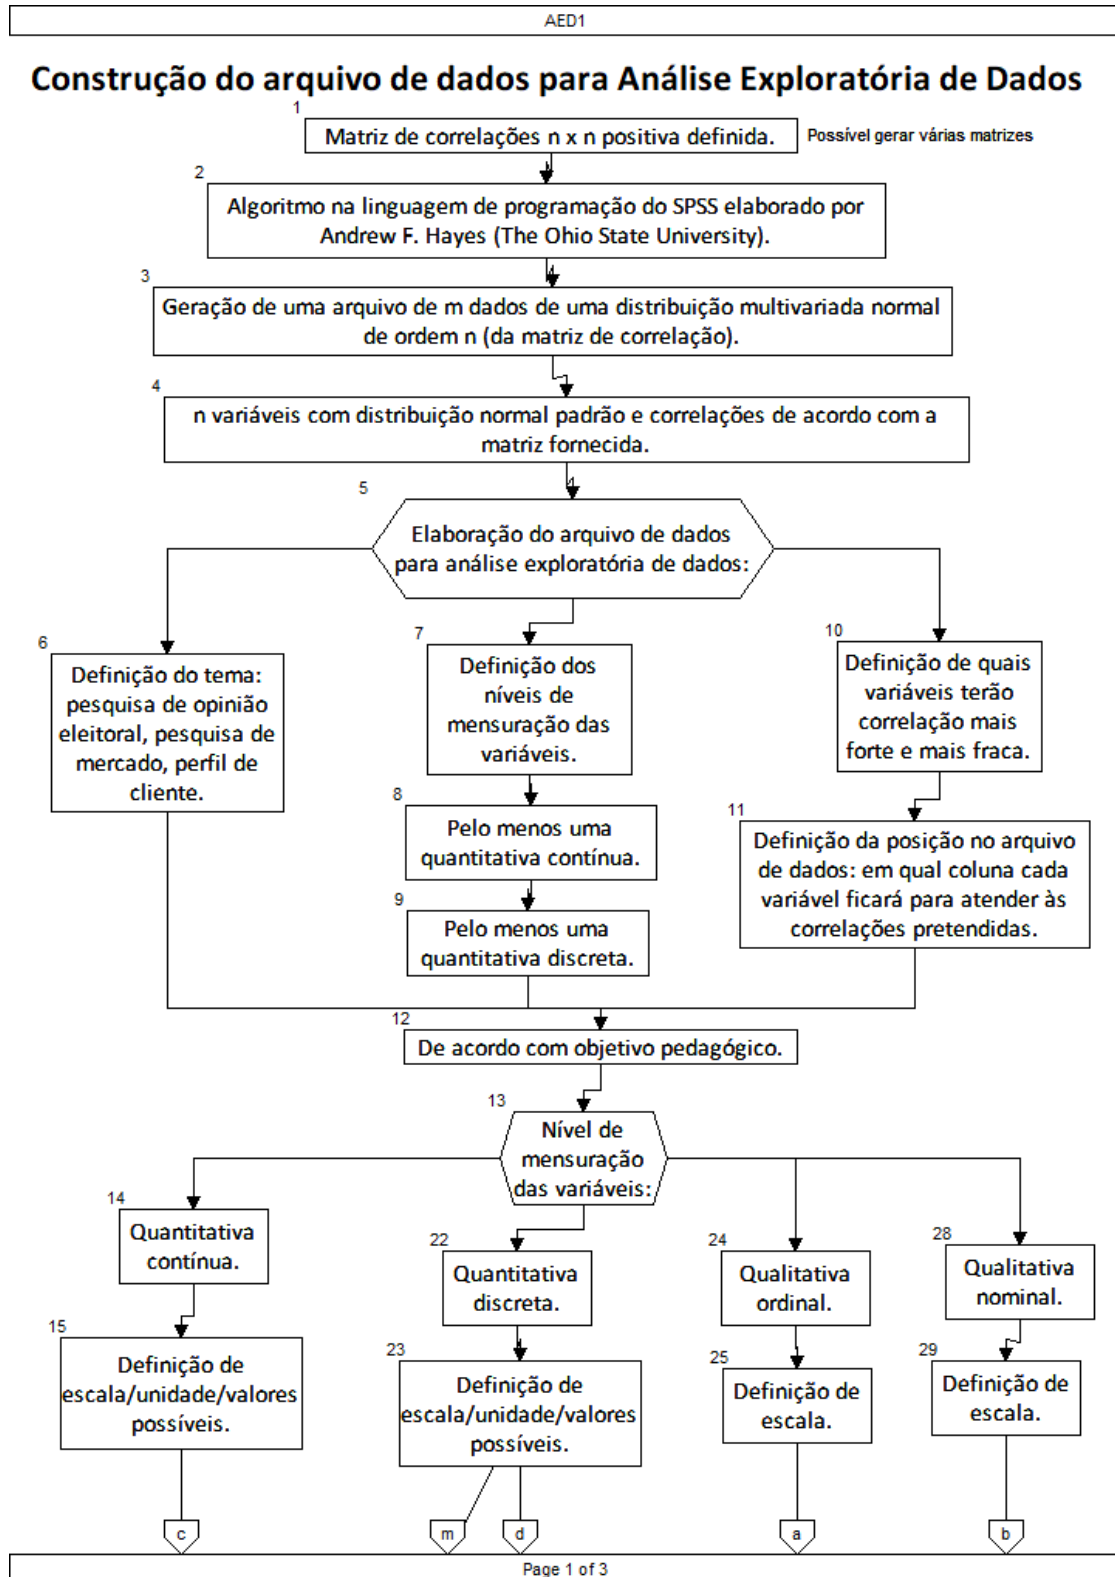 AED1
Construção do arquivo de dados para Análise Exploratória de Dados
1
Matriz de correlações n x n positiva definida.
Possível gerar várias matrizes
2
Algoritmo na linguagem de programação do SPSS elaborado por
Andrew F. Hayes (The Ohio State University).
3
Geração de uma arquivo de m dados de uma distribuição multivariada normal
de ordem n (da matriz de correlação).
4
n variáveis com distribuição normal padrão e correlações de acordo com a
matriz fornecida.
5
Elaboração do arquivo de dados
para análise exploratória de dados:
6
Definição do tema:
pesquisa de opinião
eleitoral, pesquisa de
mercado, perfil de
cliente.
7
Definição dos
níveis de
mensuração das
variáveis.
8
Pelo menos uma
quantitativa contínua.
9
Pelo menos uma
quantitativa discreta.
10
Definição de quais
variáveis terão
correlação mais
forte e mais fraca.
11
Definição da posição no arquivo
de dados: em qual coluna cada
variável ficará para atender às
correlações pretendidas.
12
De acordo com objetivo pedagógico.
13
Nível de
mensuração
das variáveis:
14
Quantitativa
contínua.
15
Definição de
escala/unidade/valores
possíveis.
c
22
Quantitativa
discreta.
23
Definição de
escala/unidade/valores
possíveis.
m
d
24
Qualitativa
ordinal.
25
Definição de
escala.
a
28
Qualitativa
nominal.
29
Definição de
escala.
b
Page 1 of 3